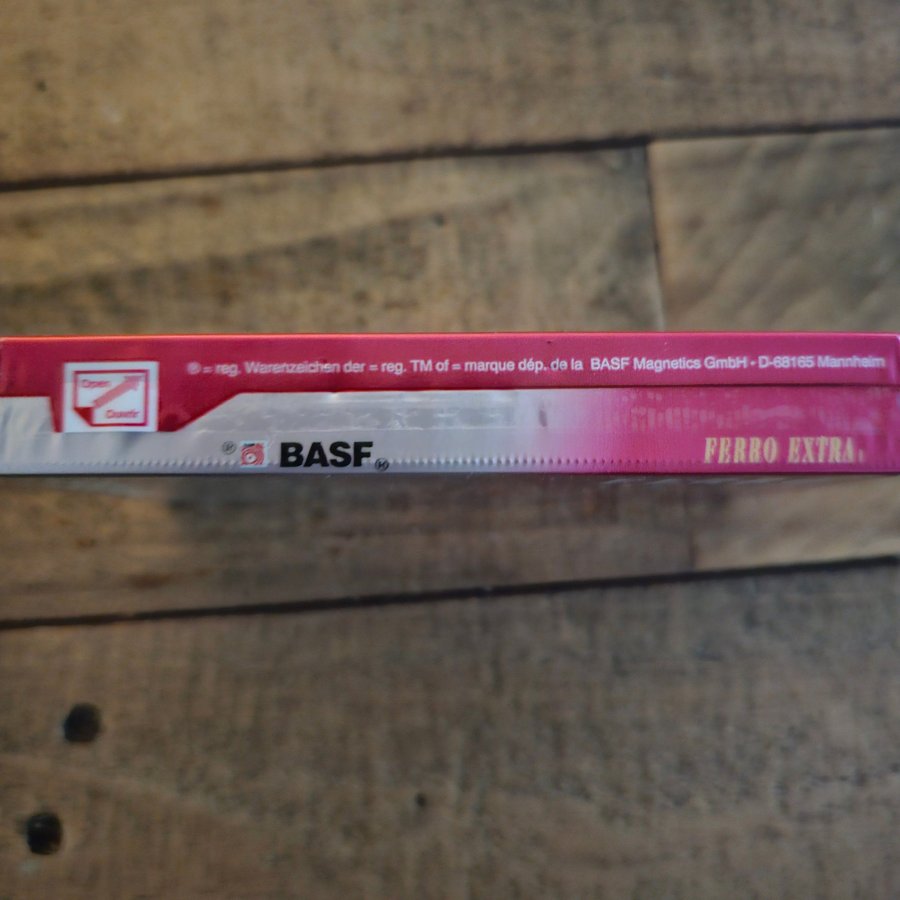 ® = reg. Warenzeichen der = reg. TM of = marque dép. de la BASF Magnetics GmbH • D-68165 Mannheim
Open
Ouvrir
® BASF ®
FERRO EXTRA I